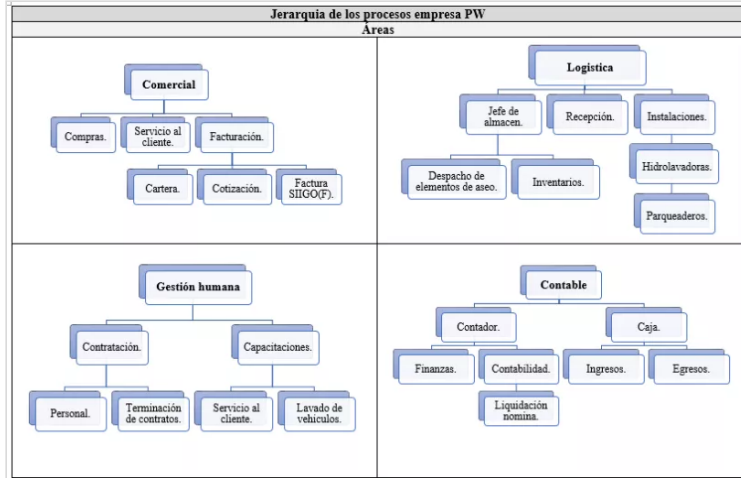 Jerarquia de los procesos empresa PW
Áreas
Comercial
Compras.
Servicio al
cliente.
Facturación.
Cartera.
Cotización.
Factura
SIIGO(F).
Logistica
Jefe de
almacen.
Recepción.
Instalaciones.
Despacho de
elementos de aseo.
Inventarios.
Hidrolavadoras.
Parqueaderos.
Gestión humana
Contratación.
Capacitaciones.
Personal.
Terminación
de contratos.
Servicio al
cliente.
Lavado de
vehiculos.
Contable
Contador.
Caja.
Finanzas.
Contabilidad.
Ingresos.
Egresos.
Liquidación
nomina.